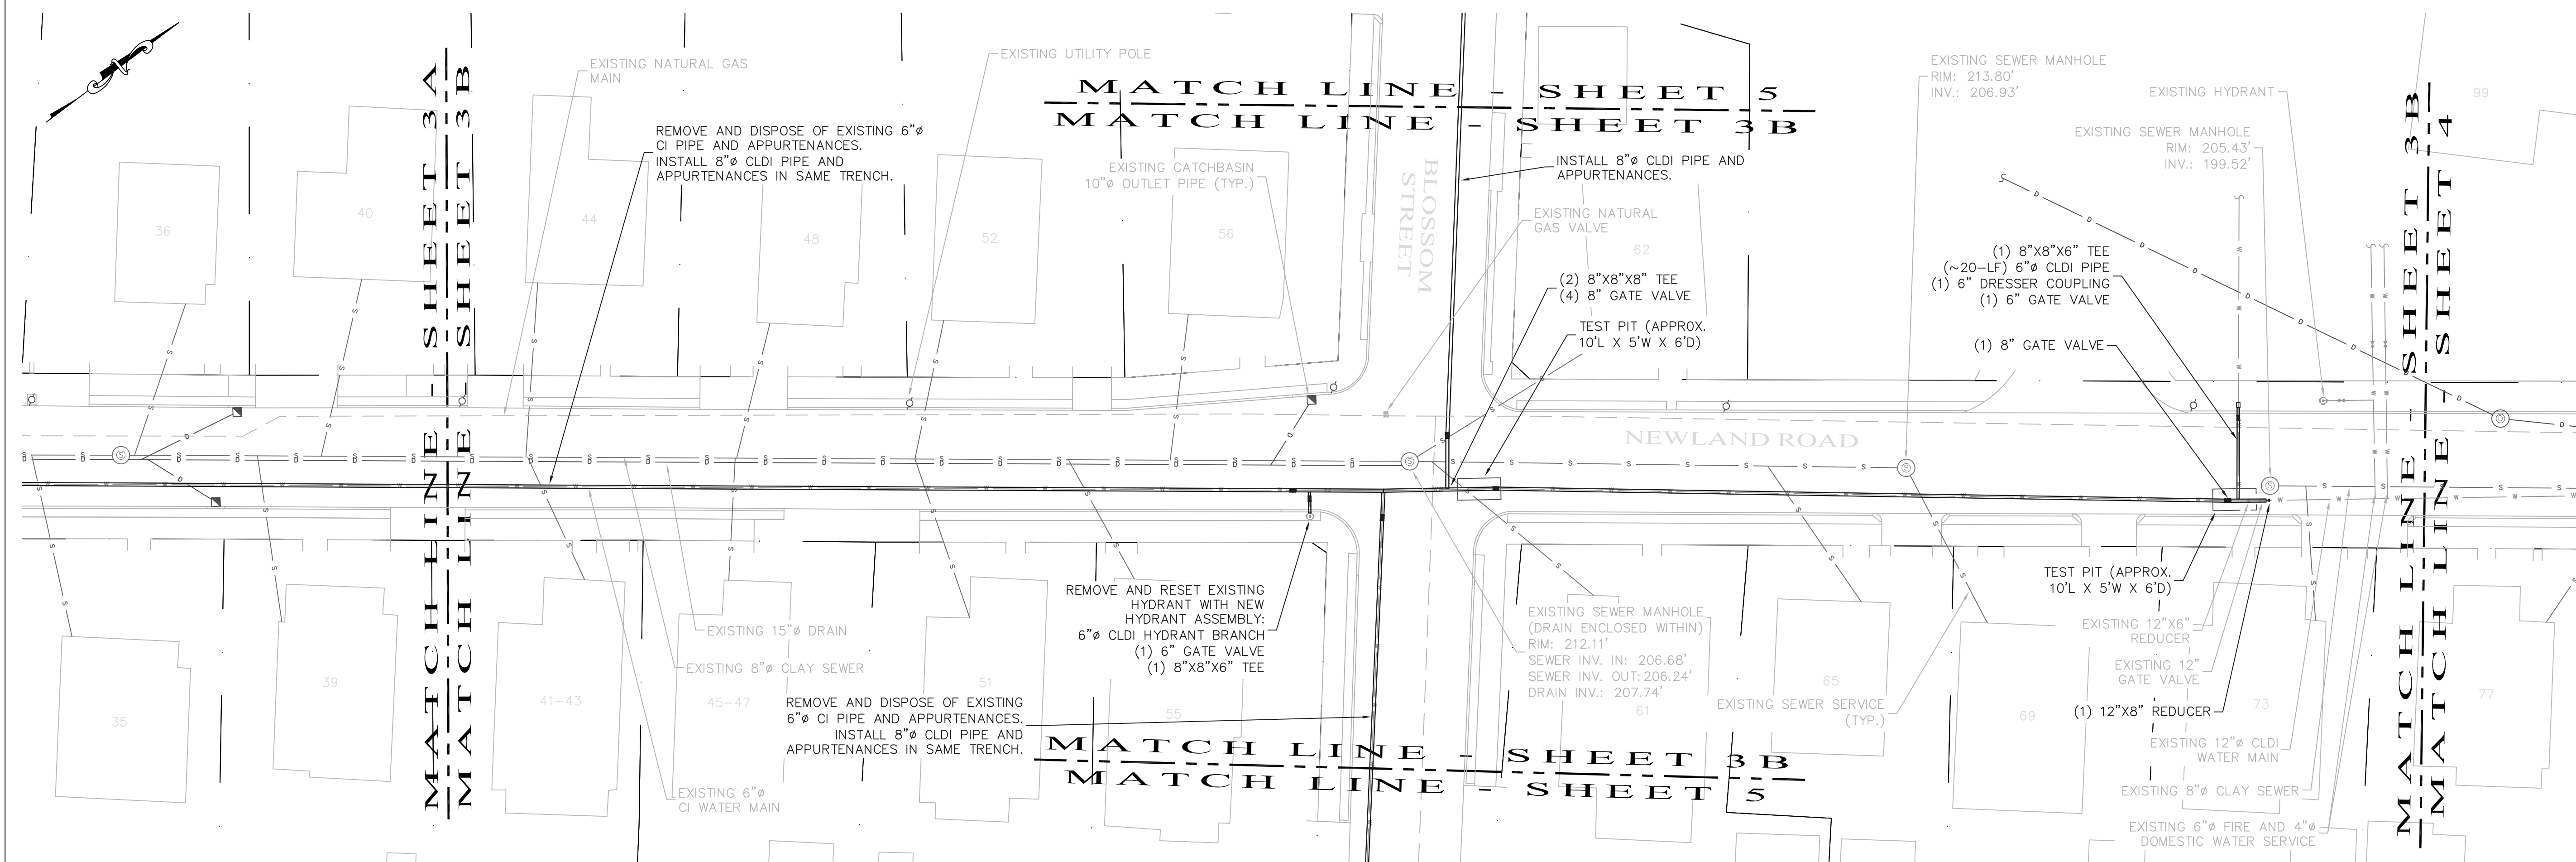 EXISTING NATURAL GAS
MAIN
EXISTING UTILITY POLE
MATCH LINE - SHEET 5
MATCH LINE - SHEET 3B
EXISTING SEWER MANHOLE
RIM: 213.80'
INV.: 206.93'
EXISTING HYDRANT
99
EXISTING SEWER MANHOLE
RIM: 205.43'
INV.: 199.52'
MATCH LINE - SHEET 3A
MATCH LINE - SHEET 3B
REMOVE AND DISPOSE OF EXISTING 6"ø
CI PIPE AND APPURTENANCES.
INSTALL 8"ø CLDI PIPE AND
APPURTENANCES IN SAME TRENCH.
EXISTING CATCHBASIN
10"ø OUTLET PIPE (TYP.)
BLOSSOM
STREET
INSTALL 8"ø CLDI PIPE AND
APPURTENANCES.
EXISTING NATURAL
GAS VALVE
MATCH LINE - SHEET 3B
MATCH LINE - SHEET 4
36
40
44
48
52
56
62
(2) 8"X8"X8" TEE
(4) 8" GATE VALVE
TEST PIT (APPROX.
10'L X 5'W X 6'D)
(1) 8"X8"X6" TEE
(~20-LF) 6"ø CLDI PIPE
(1) 6" DRESSER COUPLING
(1) 6" GATE VALVE
(1) 8" GATE VALVE
NEWLAND ROAD
REMOVE AND RESET EXISTING
HYDRANT WITH NEW
HYDRANT ASSEMBLY:
6"ø CLDI HYDRANT BRANCH
(1) 6" GATE VALVE
(1) 8"X8"X6" TEE
EXISTING 15"ø DRAIN
EXISTING 8"ø CLAY SEWER
EXISTING SEWER MANHOLE
(DRAIN ENCLOSED WITHIN)
RIM: 212.11'
SEWER INV. IN: 206.68'
SEWER INV. OUT: 206.24'
DRAIN INV.: 207.74'
TEST PIT (APPROX.
10'L X 5'W X 6'D)
EXISTING 12"X6"
REDUCER
EXISTING 12"
GATE VALVE
(1) 12"X8" REDUCER
EXISTING SEWER SERVICE
(TYP.)
35
39
41-43
45-47
51
55
61
65
69
73
77
REMOVE AND DISPOSE OF EXISTING
6"ø CI PIPE AND APPURTENANCES.
INSTALL 8"ø CLDI PIPE AND
APPURTENANCES IN SAME TRENCH.
MATCH LINE - SHEET 3B
MATCH LINE - SHEET 5
EXISTING 6"ø
CI WATER MAIN
EXISTING 12"ø CLDI
WATER MAIN
EXISTING 8"ø CLAY SEWER
EXISTING 6"ø FIRE AND 4"ø
DOMESTIC WATER SERVICE